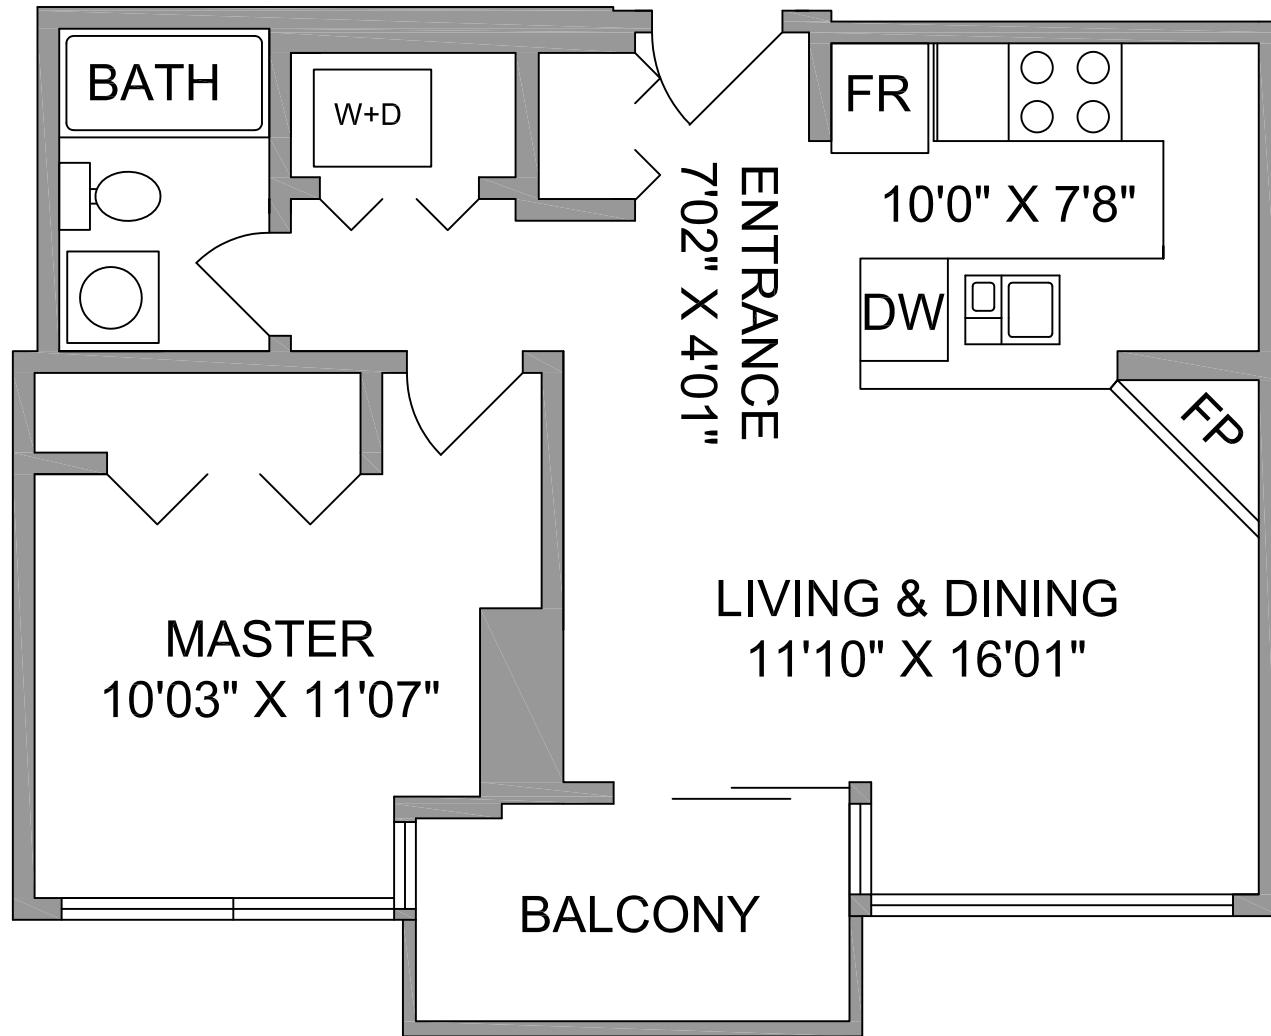 BATH
W+D
FR
10'0" X 7'8"
ENTRANCE
7'02" X 4'01"
DW
FP
LIVING & DINING
11'10" X 16'01"
MASTER
10'03" X 11'07"
BALCONY